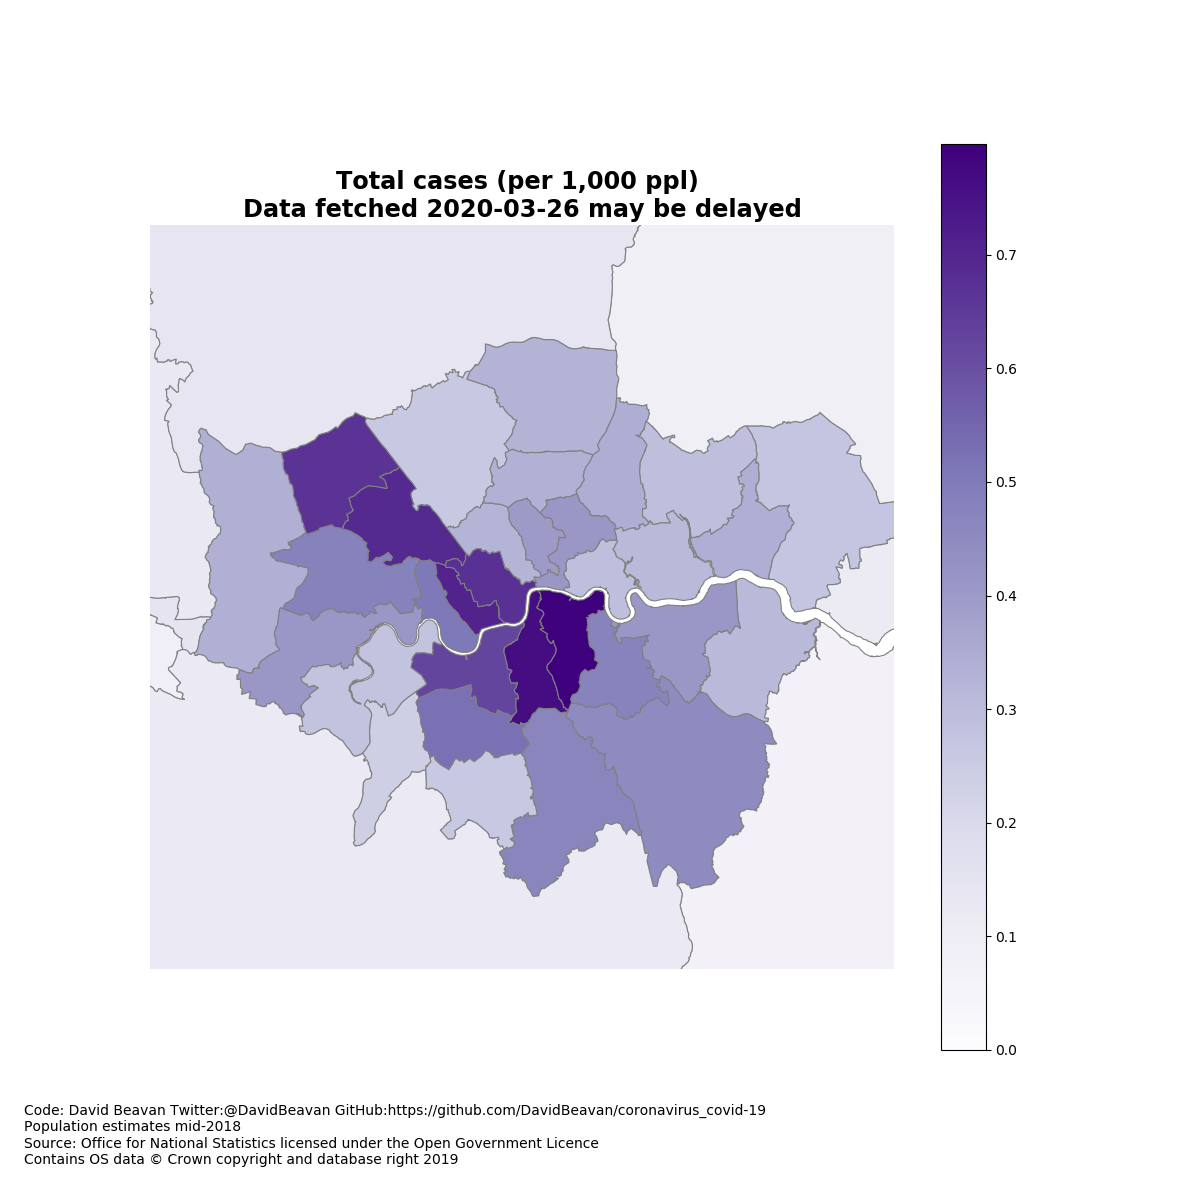 Total cases (per 1,000 ppl)
Data fetched 2020-03-26 may be delayed
0.7
0.6
0.5
0.4
0.3
0.2
0.1
0.0
Code: David Beavan Twitter:@DavidBeavan GitHub:https://github.com/DavidBeavan/coronavirus_covid-19
Population estimates mid-2018
Source: Office for National Statistics licensed under the Open Government Licence
Contains OS data © Crown copyright and database right 2019